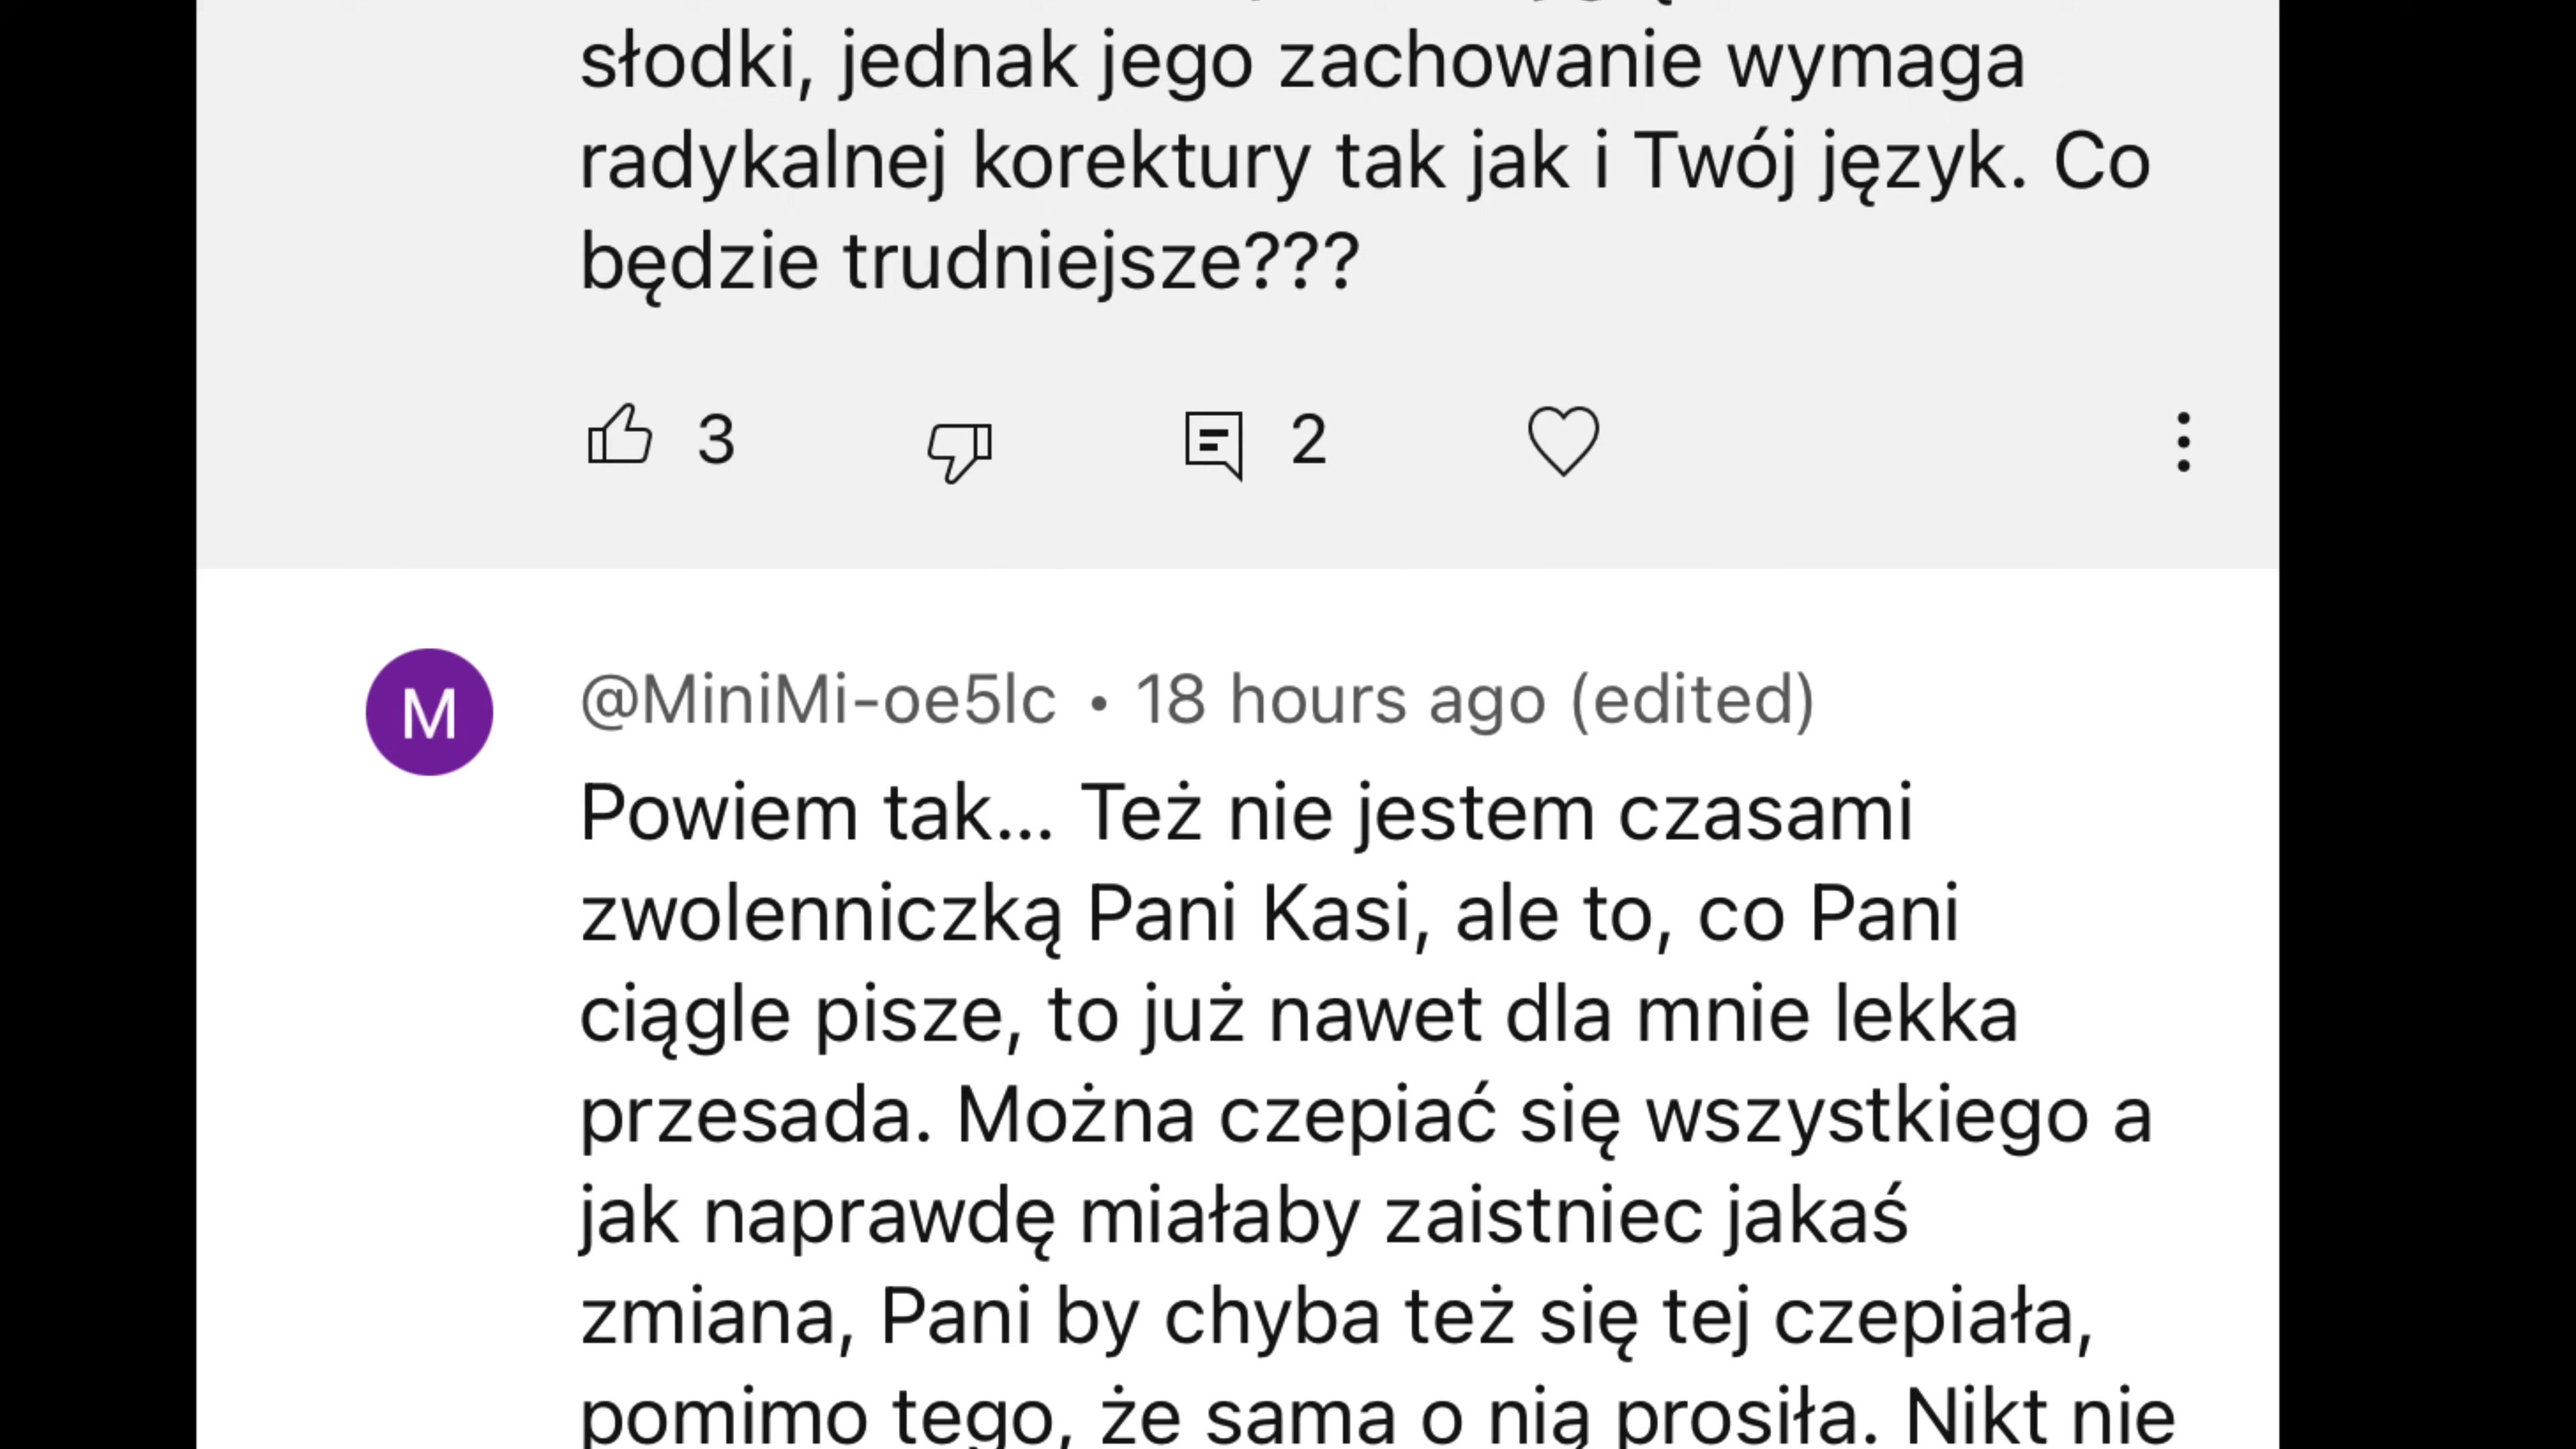 słodki, jednak jego zachowanie wymaga
radykalnej korektury tak jak i Twój język. Co
będzie trudniejsze???
3
2
M
@MiniMi-oe5lc • 18 hours ago (edited)
Powiem tak... Też nie jestem czasami
zwolenniczką Pani Kasi, ale to, co Pani
ciągle pisze, to już nawet dla mnie lekka
przesada. Można czepiać się wszystkiego a
jak naprawdę miałaby zaistniec jakaś
zmiana, Pani by chyba też się tej czepiała,
pomimo tego, że sama o nią prosiła. Nikt nie